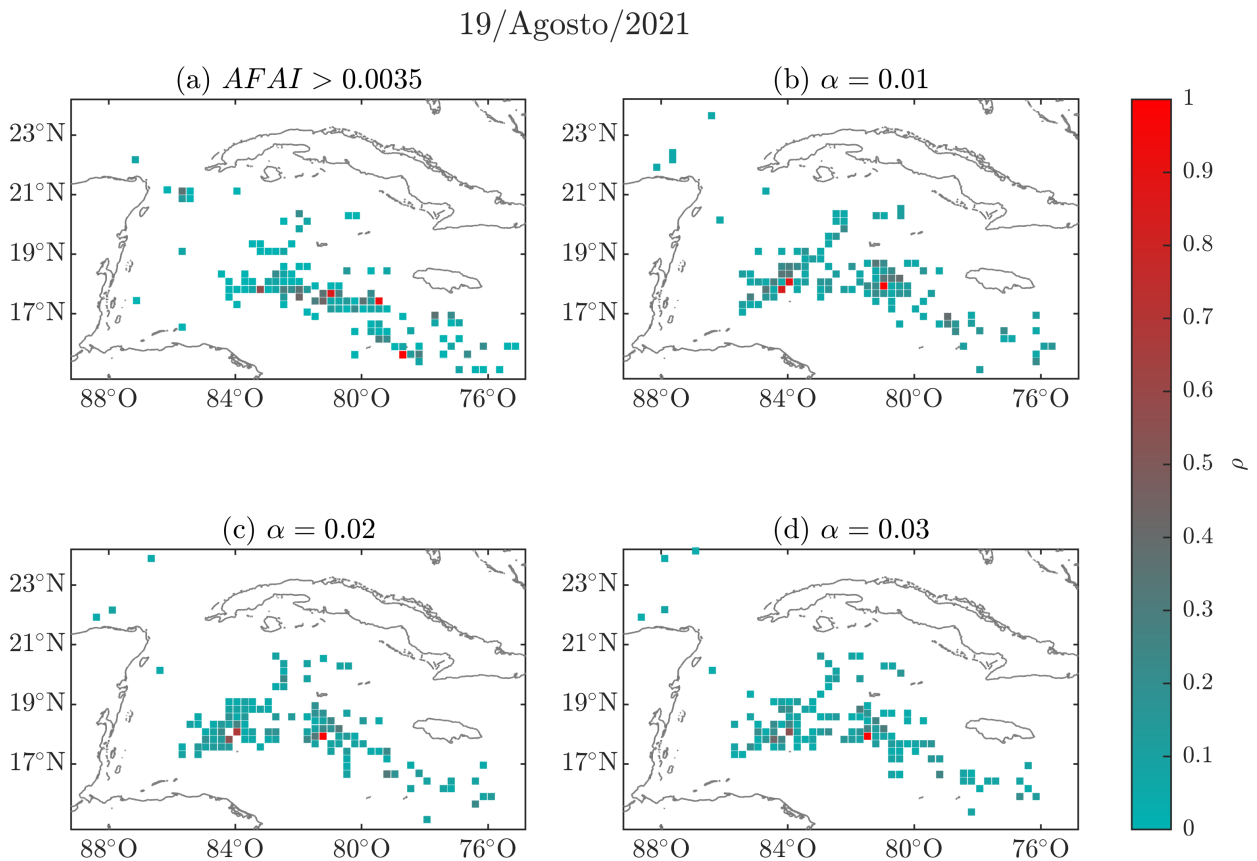 19/Agosto/2021
(a) AFAI > 0.0035
(b) α = 0.01
23°N
21°N
19°N
17°N
88°O 84°O 80°O 76°O
23°N
21°N
19°N
17°N
88°O 84°O 80°O 76°O
(c) α = 0.02
(d) α = 0.03
23°N
21°N
19°N
17°N
88°O 84°O 80°O 76°O
23°N
21°N
19°N
17°N
88°O 84°O 80°O 76°O
1
0.9
0.8
0.7
0.6
0.5
0.4
0.3
0.2
0.1
0
ρ